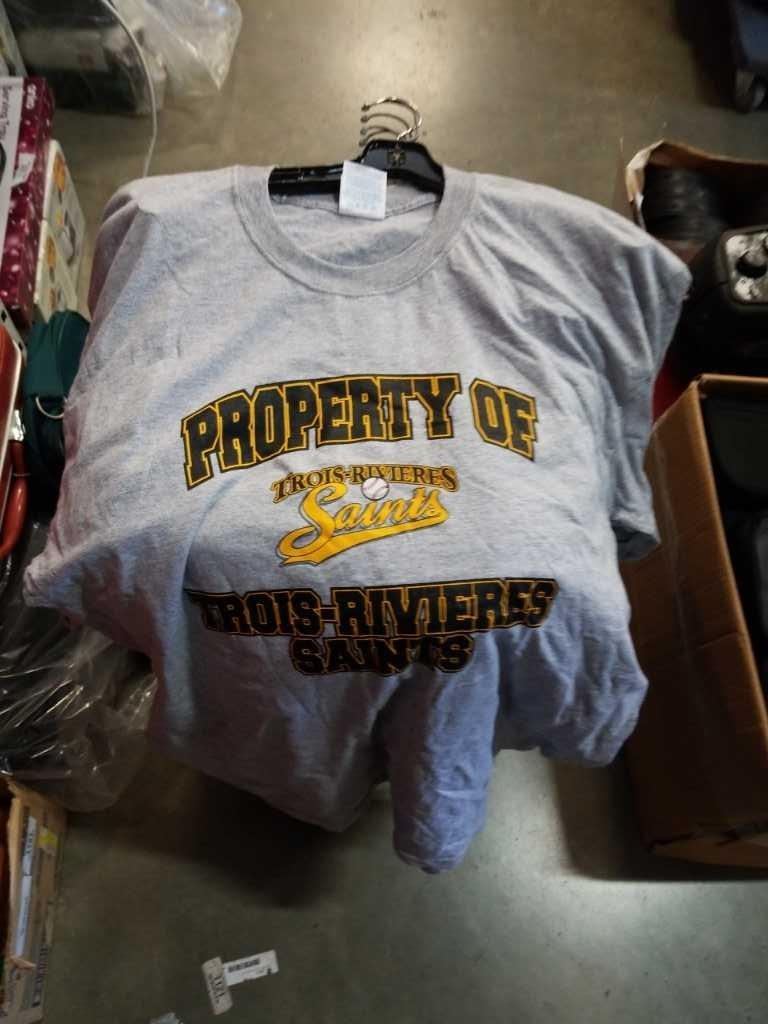 PROPERTY OF
TROIS-RIVIERES
Saints
TROIS-RIVIERES
SAINTS